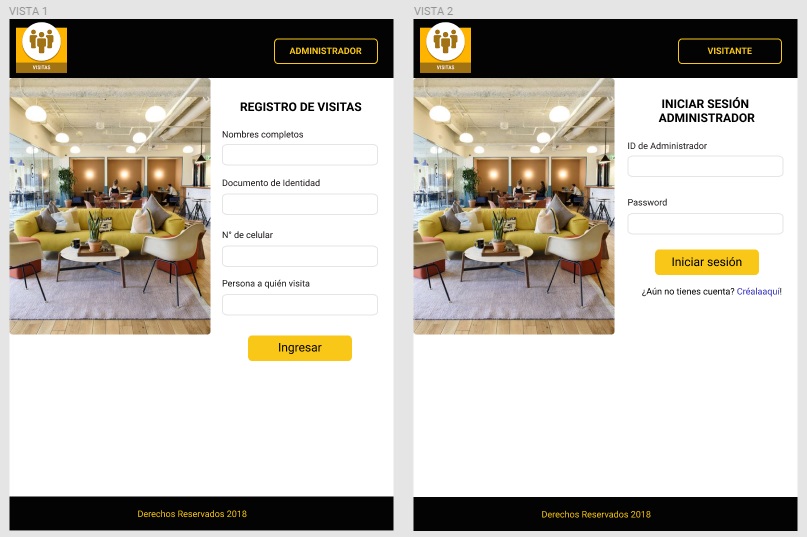 VISTA 1
VISITAS
ADMINISTRADOR
REGISTRO DE VISITAS
Nombres completos
Documento de Identidad
N° de celular
Persona a quién visita
Ingresar
Derechos Reservados 2018
VISTA 2
VISITAS
VISITANTE
INICIAR SESIÓN
ADMINISTRADOR
ID de Administrador
Password
Iniciar sesión
¿Aún no tienes cuenta? Créalaaquí!
Derechos Reservados 2018